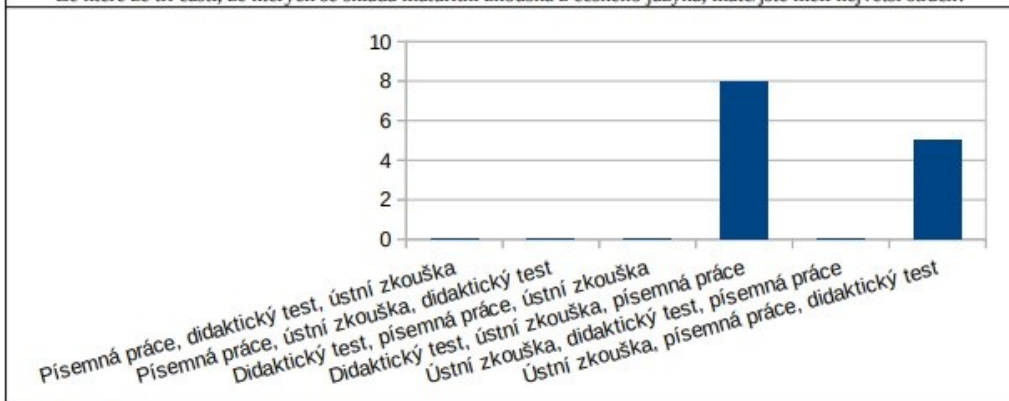 10
8
6
4
2
0
Písemná práce, didaktický test, ústní zkouška
Písemná práce, ústní zkouška, didaktický test
Didaktický test, písemná práce, ústní zkouška
Didaktický test, ústní zkouška, písemná práce
Ústní zkouška, didaktický test, písemná práce
Ústní zkouška, písemná práce, didaktický test